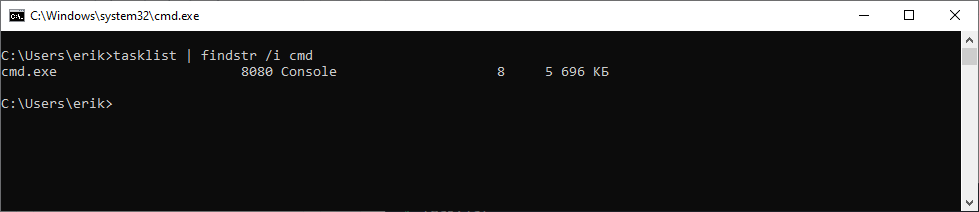 C:\Windows\system32\cmd.exe
C:\Users\erik>tasklist | findstr /i cmd
cmd.exe                       8080 Console                    8     5 696 КБ
C:\Users\erik>